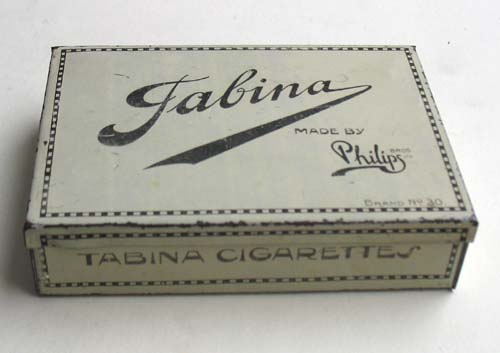 Tabina
MADE BY
Philips BROS
BRAND No 30
TABINA CIGARETTES